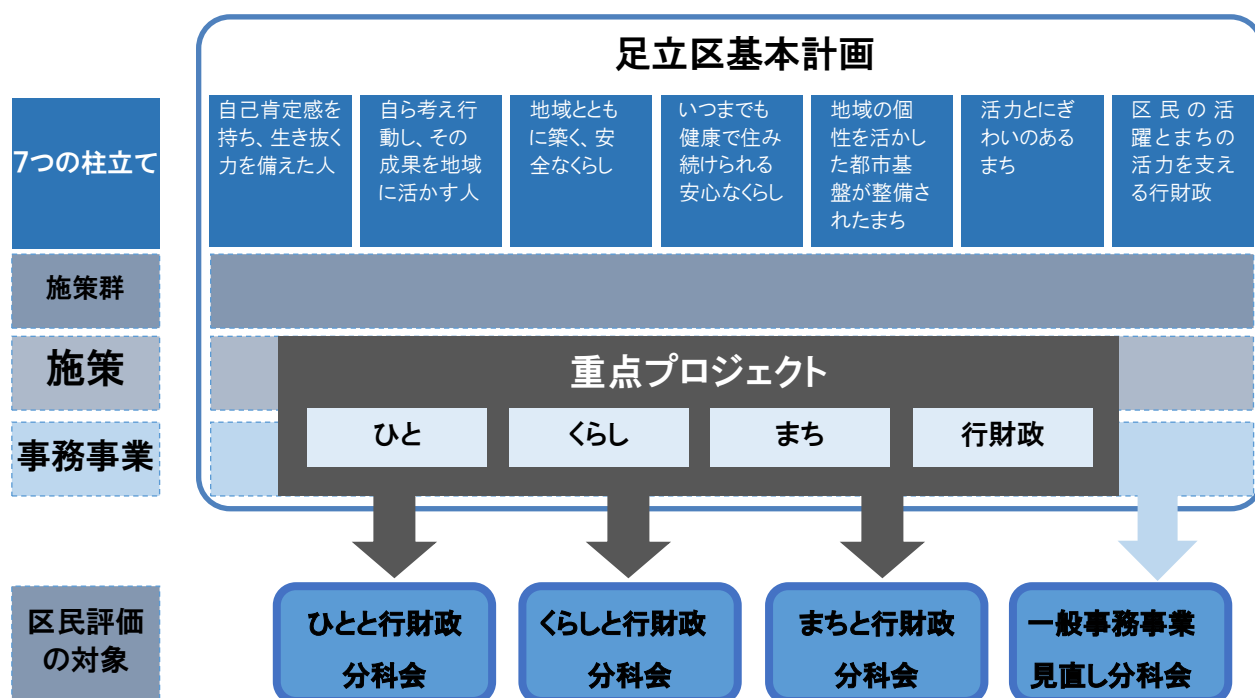 足立区基本計画
7つの柱立て
自己肯定感を
持ち、生き抜く
力を備えた人
自ら考え行
動し、その
成果を地域
に活かす人
地域ととも
に築く、安
全なくらし
いつまでも
健康で住み
続けられる
安心なくらし
地域の個
性を活かし
た都市基
盤が整備さ
れたまち
活力とにぎ
わいのある
まち
区民の活
躍とまちの
活力を支え
る行財政
施策群
施策
重点プロジェクト
事務事業
ひと
くらし
まち
行財政
区民評価
の対象
ひとと行財政
分科会
くらしと行財政
分科会
まちと行財政
分科会
一般事務事業
見直し分科会